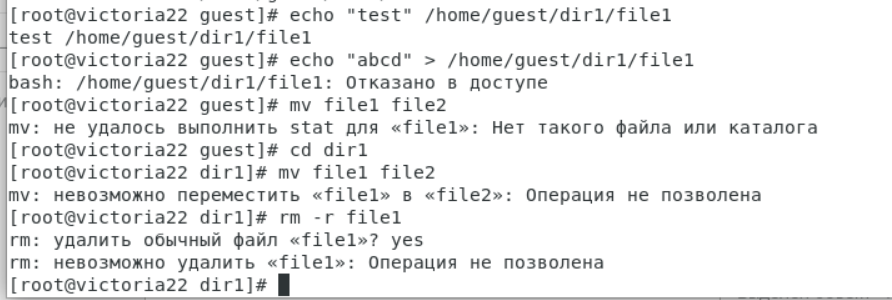 [root@victoria22 guest]# echo "test" /home/guest/dir1/file1
test /home/guest/dir1/file1
[root@victoria22 guest]# echo "abcd" > /home/guest/dir1/file1
bash: /home/guest/dir1/file1: Отказано в доступе
[root@victoria22 guest]# mv file1 file2
mv: не удалось выполнить stat для «file1»: Нет такого файла или каталога
[root@victoria22 guest]# cd dir1
[root@victoria22 dir1]# mv file1 file2
mv: невозможно переместить «file1» в «file2»: Операция не позволена
[root@victoria22 dir1]# rm -r file1
rm: удалить обычный файл «file1»? yes
rm: невозможно удалить «file1»: Операция не позволена
[root@victoria22 dir1]#